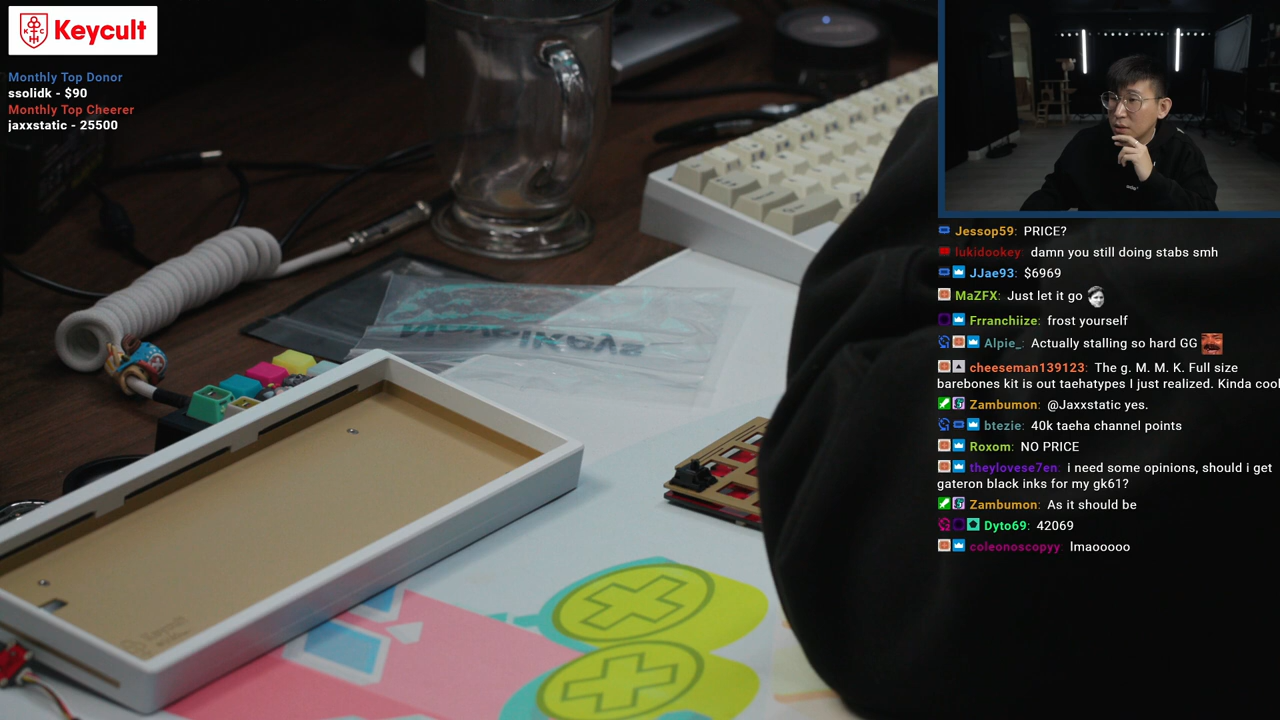 Keycult
Monthly Top Donor
ssolidk - $90
Monthly Top Cheerer
jaxxstatic - 25500
Jessop59: PRICE?
lukidookey: damn you still doing stabs smh
JJae93: $6969
MaZFX: Just let it go
Frranchiize: frost yourself
Alpie_: Actually stalling so hard GG
cheeseman139123: The g. M. M. K. Full size
barebones kit is out taehatypes I just realized. Kinda cool
Zambumon: @Jaxxstatic yes.
btezie: 40k taeha channel points
Roxom: NO PRICE
theylovese7en: i need some opinions, should i get
gateron black inks for my gk61?
Zambumon: As it should be
Dyto69: 42069
coleonoscopyy: lmaooooo